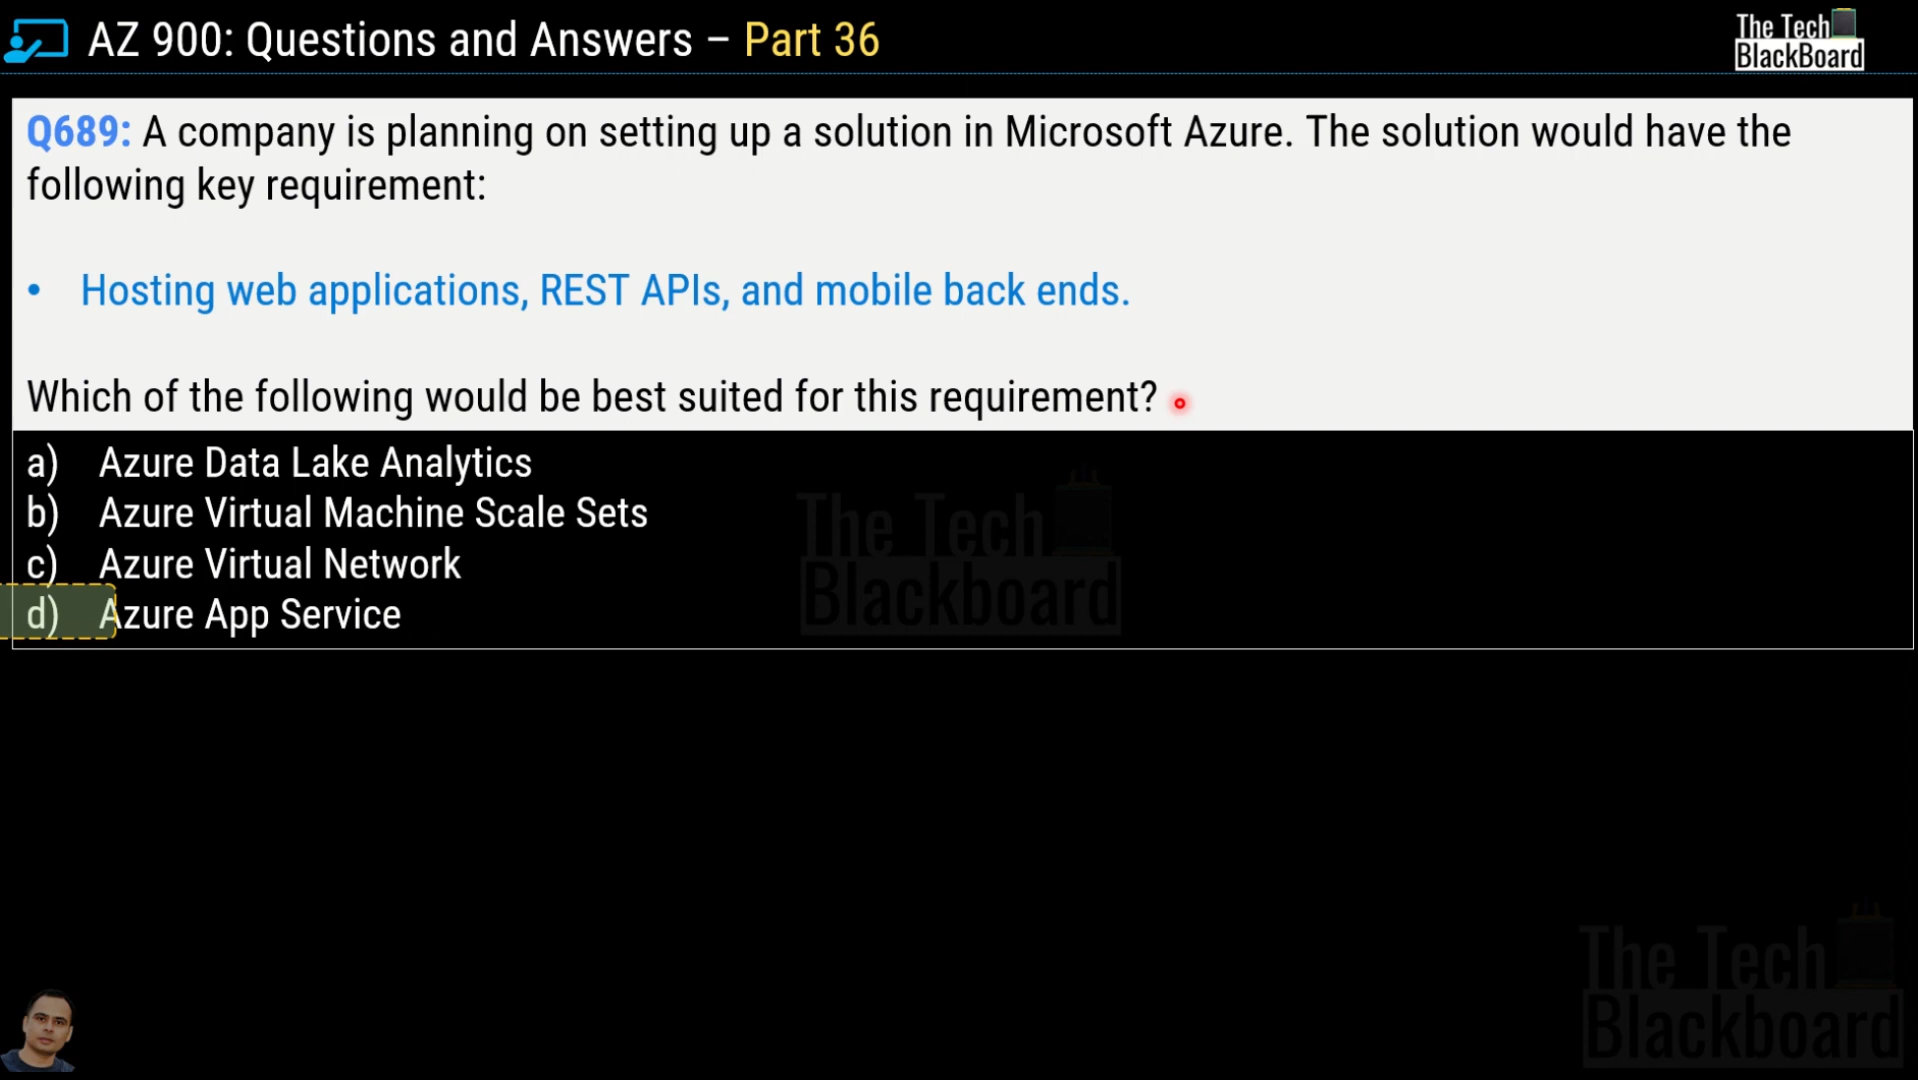 AZ 900: Questions and Answers – Part 36
The Tech
BlackBoard
Q689: A company is planning on setting up a solution in Microsoft Azure. The solution would have the
following key requirement:
• Hosting web applications, REST APIs, and mobile back ends.
Which of the following would be best suited for this requirement?
a) Azure Data Lake Analytics
b) Azure Virtual Machine Scale Sets
c) Azure Virtual Network
d) Azure App Service
The Tech
Blackboard
The Tech
Blackboard